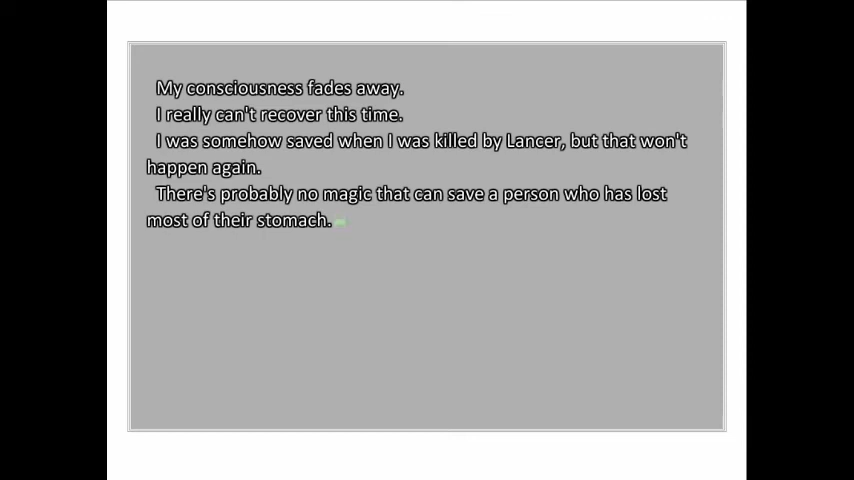 My consciousness fades away.
I really can't recover this time.
I was somehow saved when I was killed by Lancer, but that won't
happen again.
There's probably no magic that can save a person who has lost
most of their stomach.